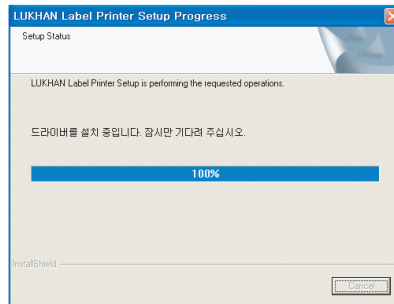 LUKHAN Label Printer Setup Progress
Setup Status
LUKHAN Label Printer Setup is performing the requested operations.
드라이버를 설치 중입니다. 잠시만 기다려 주십시오.
100%
InstallShield
Cancel